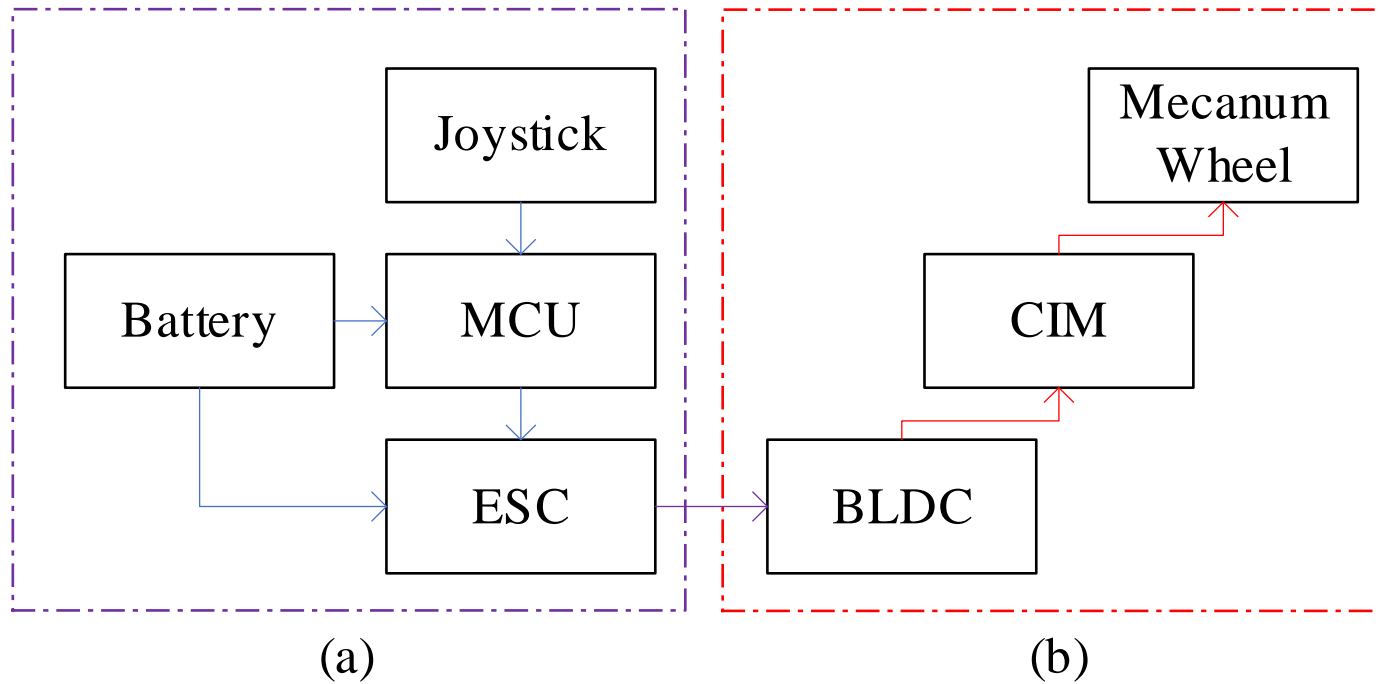 Joystick
Battery
MCU
ESC
(a)
Mecanum
Wheel
CIM
BLDC
(b)